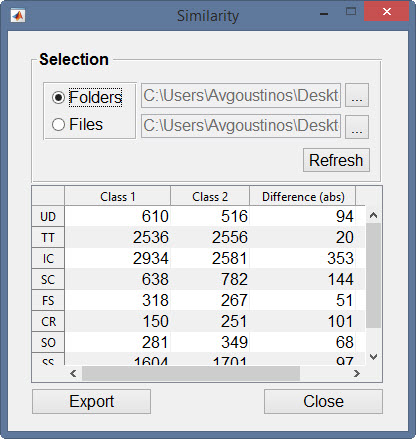 Similarity
Selection
Folders C:\Users\Avgoustinos\Deskt ...
Files C:\Users\Avgoustinos\Deskt ...
Refresh
Class 1 Class 2 Difference (abs)
UD 610 516 94
TT 2536 2556 20
IC 2934 2581 353
SC 638 782 144
FS 318 267 51
CR 150 251 101
SO 281 349 68
SS 1604 1701 97
Export Close